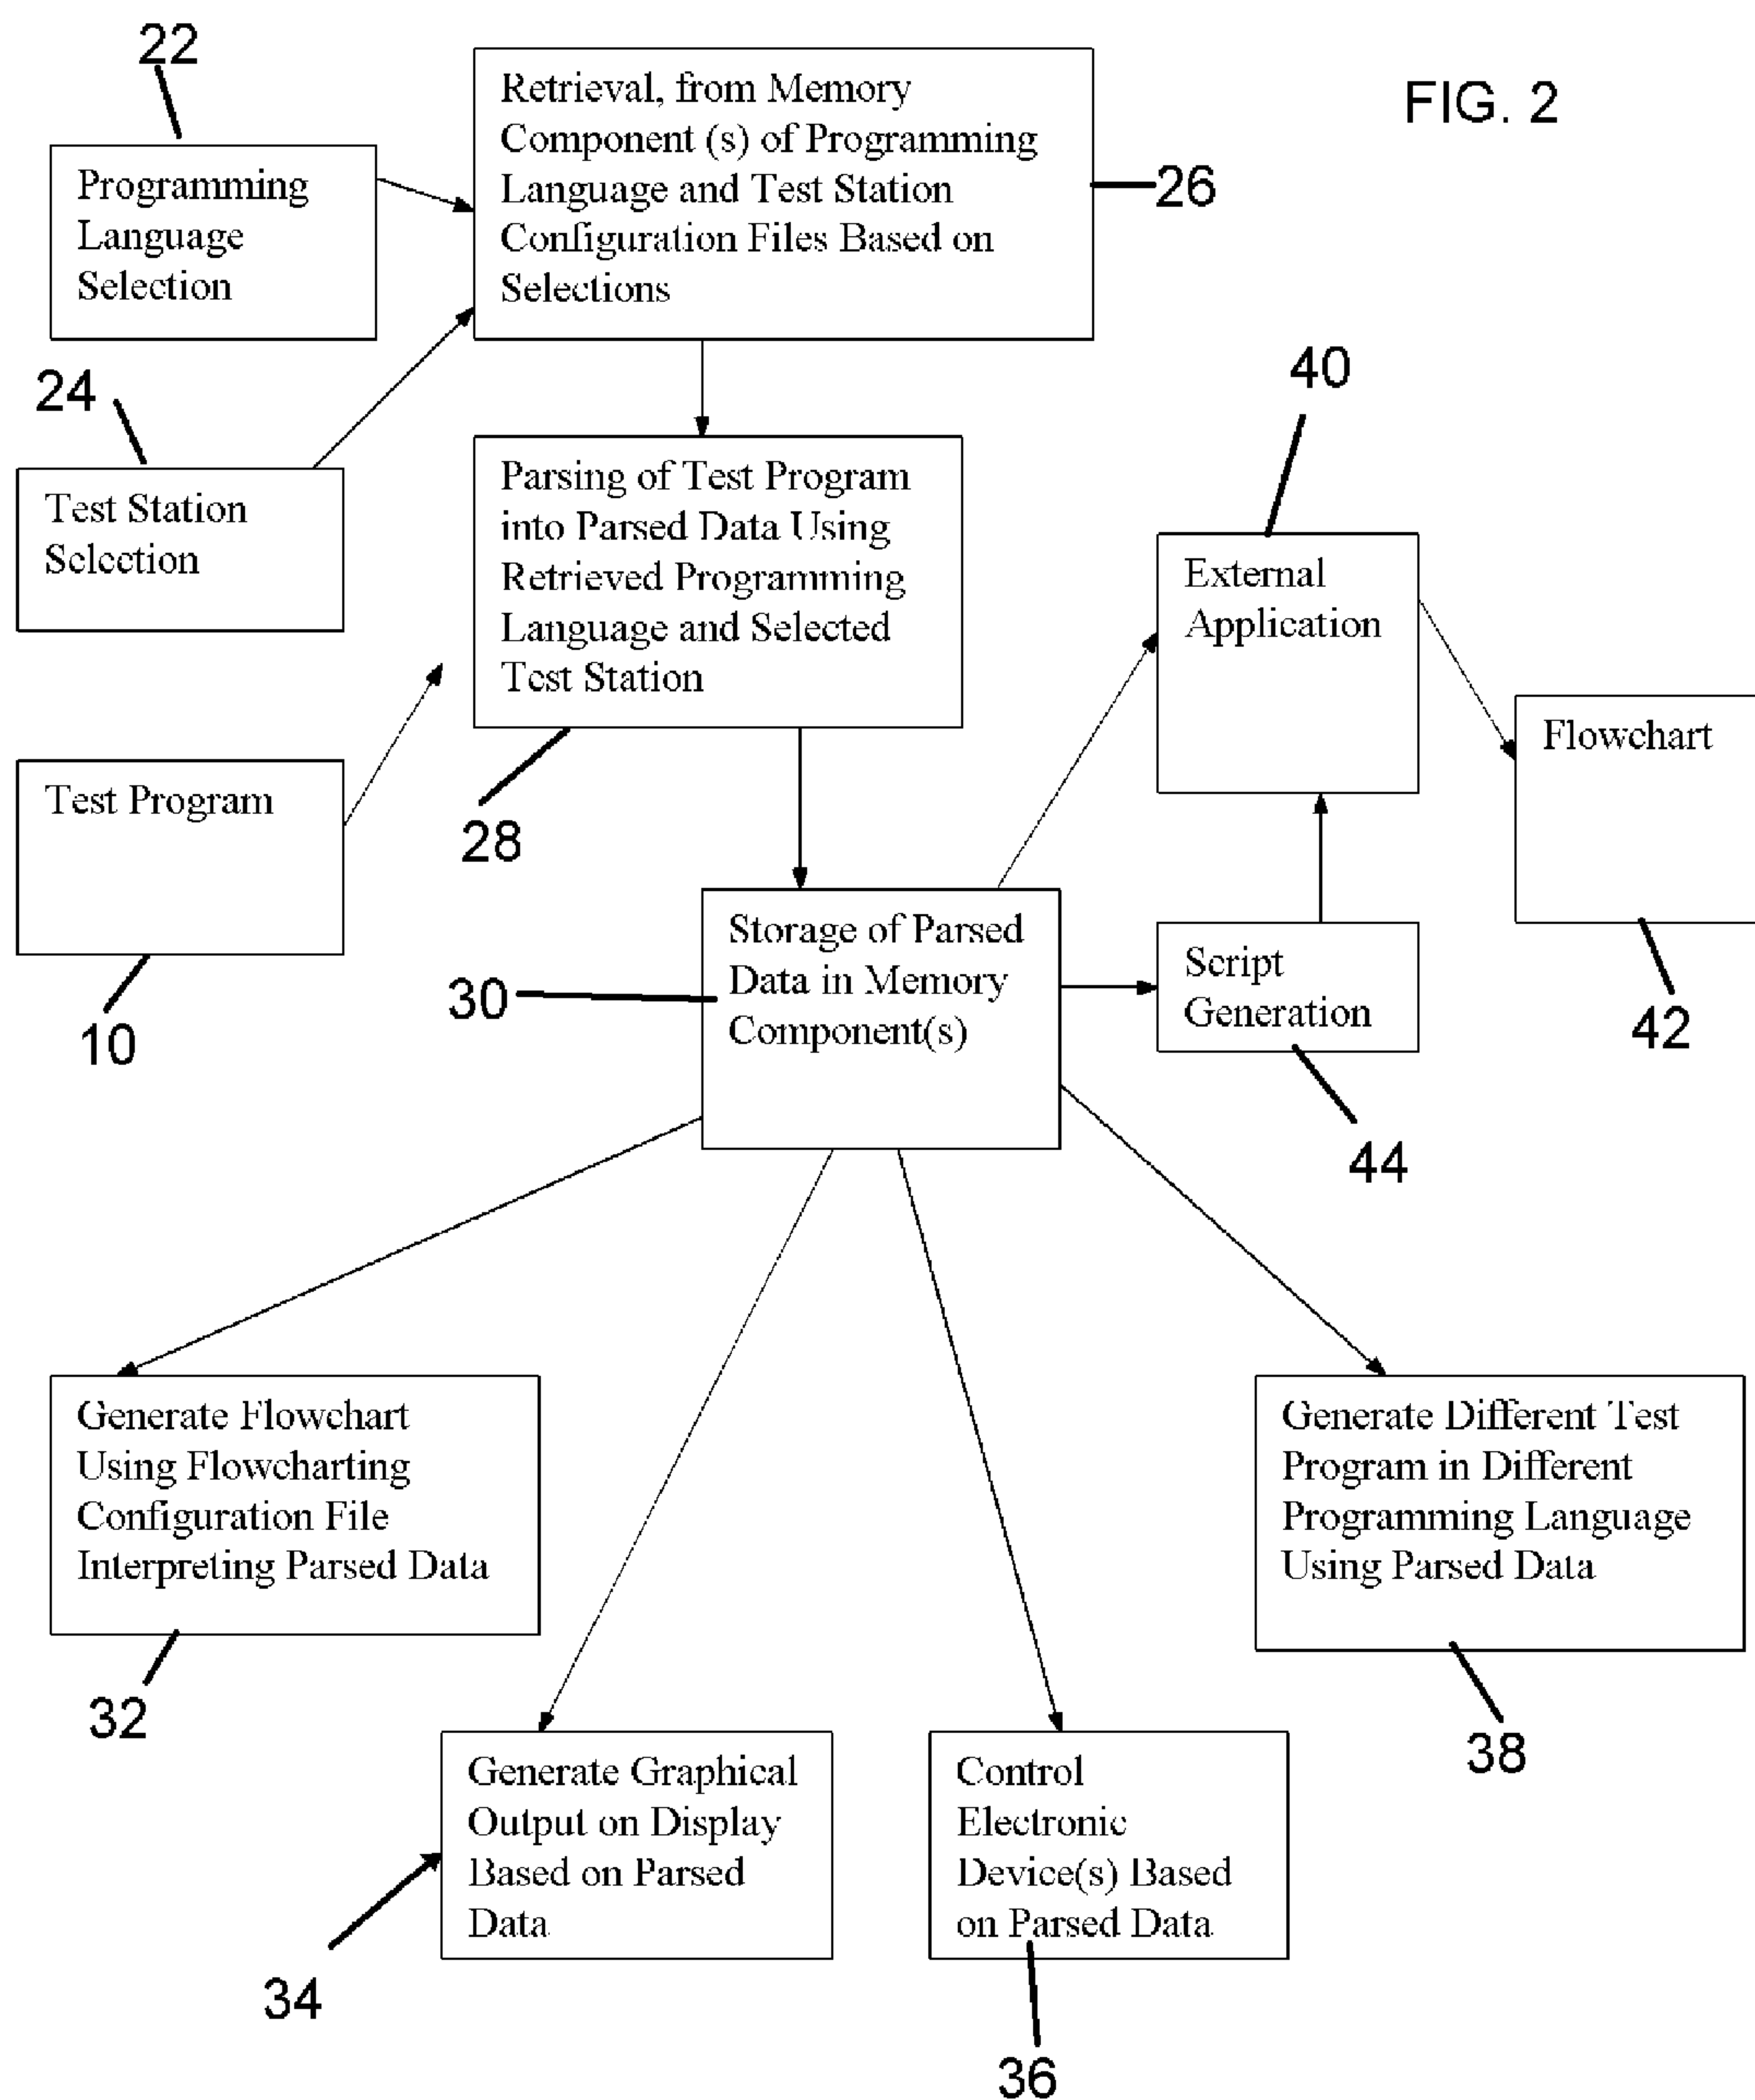 22
FIG. 2
Retrieval, from Memory
Component (s) of Programming
Language and Test Station
Configuration Files Based on
Selections
26
Programming
Language
Selection
24
Test Station
Selection
40
Parsing of Test Program
into Parsed Data Using
Retrieved Programming
Language and Selected
Test Station
28
External
Application
Flowchart
42
Test Program
10
30
Storage of Parsed
Data in Memory
Component(s)
Script
Generation
44
Generate Flowchart
Using Flowcharting
Configuration File
Interpreting Parsed Data
32
Generate Different Test
Program in Different
Programming Language
Using Parsed Data
38
Generate Graphical
Output on Display
Based on Parsed
Data
34
Control
Electronic
Device(s) Based
on Parsed Data
36